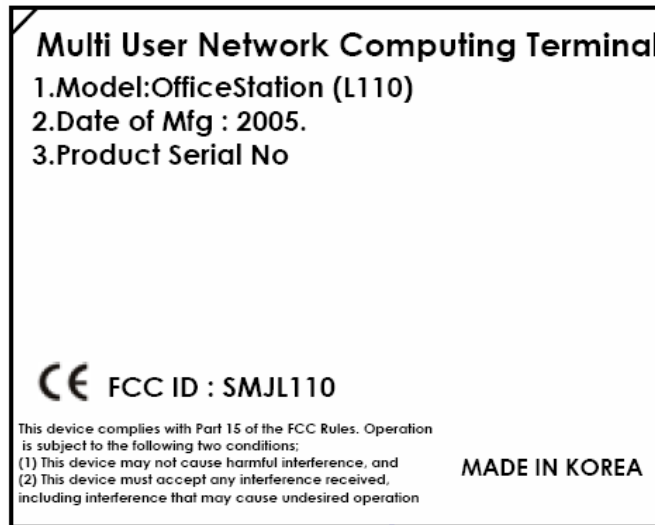 Multi User Network Computing Terminal
1.Model:OfficeStation (L110)
2.Date of Mfg : 2005.
3.Product Serial No
CE FCC ID : SMJL110
This device complies with Part 15 of the FCC Rules. Operation
is subject to the following two conditions;
(1) This device may not cause harmful interference, and
(2) This device must accept any interference received,
including interference that may cause undesired operation
MADE IN KOREA